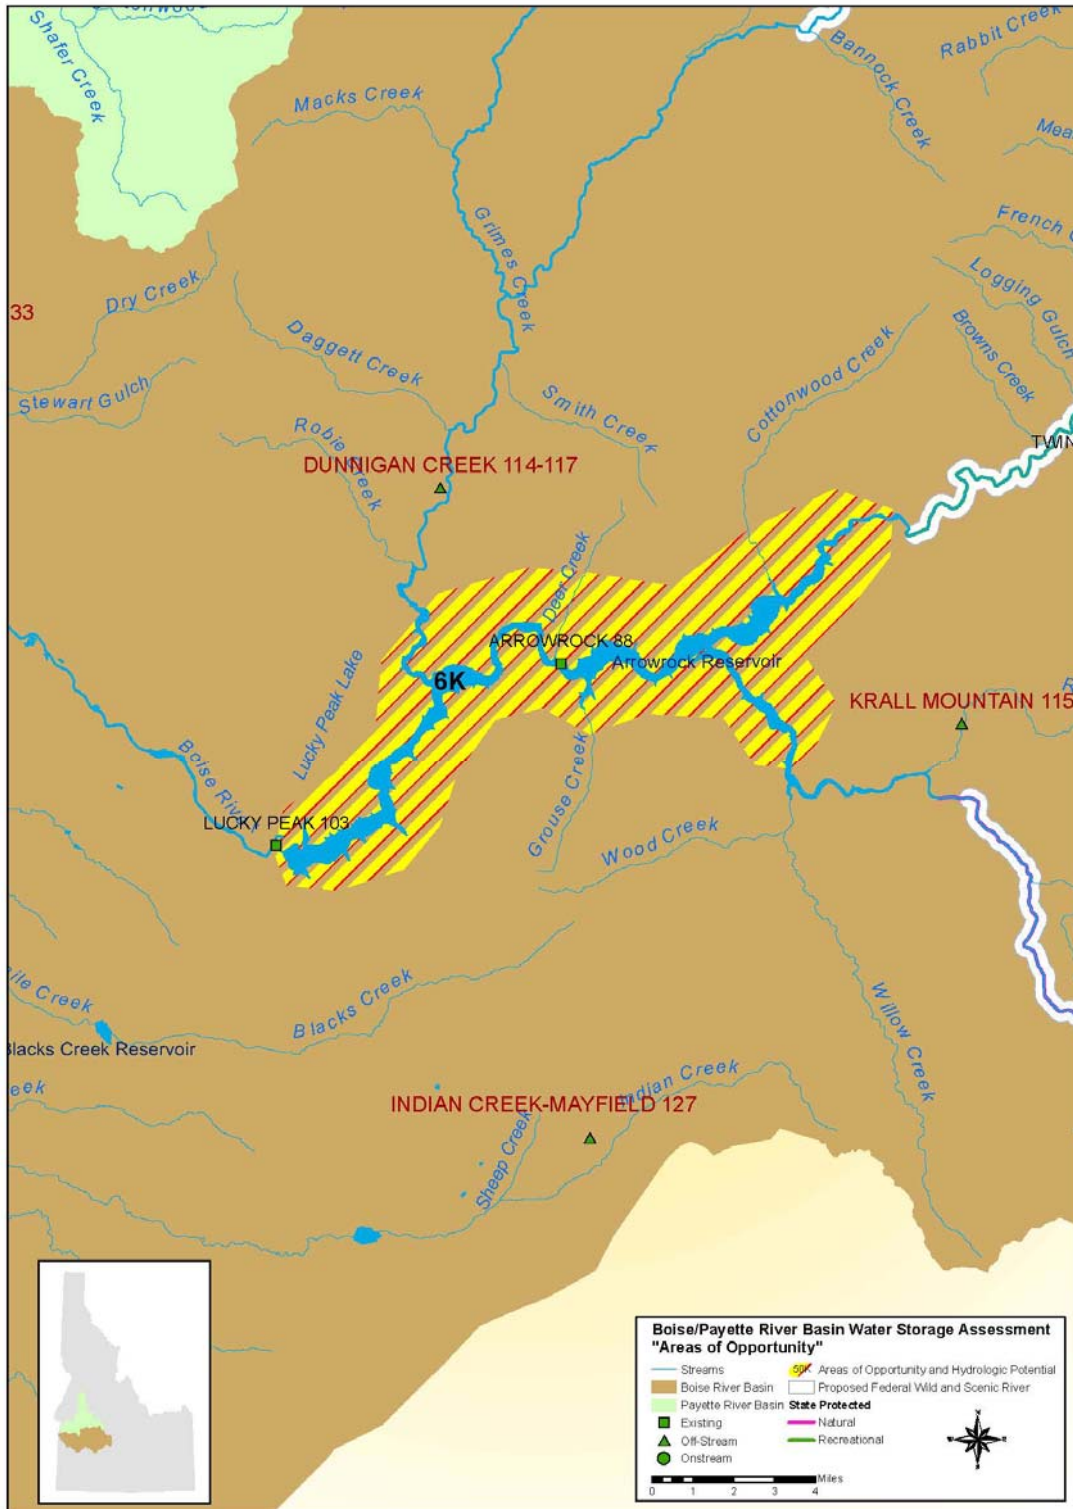 Shafer Creek
Macks Creek
Bannock Creek
Rabbit Creek
Grimes Creek
French
Logging Gulch
Dry Creek
33
Daggett Creek
Browns Creek
Cottonwood Creek
Stewart Gulch
Smith Creek
Robie Creek
TWIN
DUNNIGAN CREEK 114-117
Deer Creek
ARROWROCK 88
Arrowrock Reservoir
6K
Lucky Peak Lake
KRALL MOUNTAIN 115
Boise River
LUCKY PEAK 103
Grouse Creek
Wood Creek
Creek
Blacks Creek
Willow Creek
Blacks Creek Reservoir
eek
Indian Creek
INDIAN CREEK-MAYFIELD 127
Sheep Creek
Boise/Payette River Basin Water Storage Assessment
"Areas of Opportunity"
Streams
50K Areas of Opportunity and Hydrologic Potential
Boise River Basin
Proposed Federal Wild and Scenic River
Payette River Basin
State Protected
Existing
Natural
Off-Stream
Recreational
Onstream
Miles
0 1 2 3 4